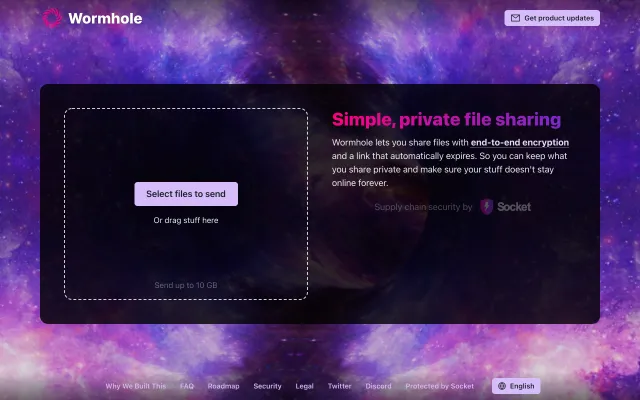 Wormhole
Get product updates
Simple, private file sharing
Wormhole lets you share files with end-to-end encryption
and a link that automatically expires. So you can keep what
you share private and make sure your stuff doesn't stay
online forever.
Select files to send
Or drag stuff here
Send up to 10 GB
Supply chain security by Socket
Why We Built This FAQ Roadmap Security Legal Twitter Discord Protected by Socket English